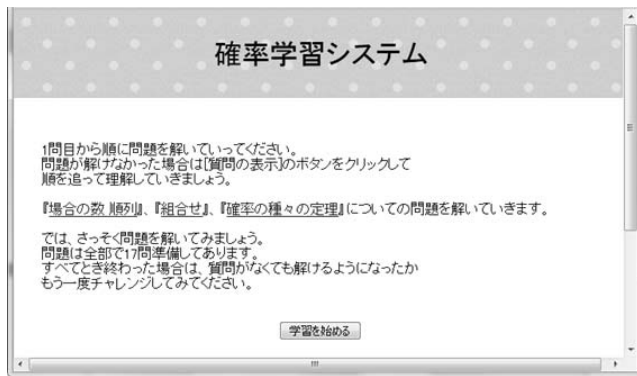 確率学習システム
1問目から順に問題を解いていってください。
問題が解けなかった場合は[質問の表示]のボタンをクリックして
順を追って理解していきましょう。
『場合の数 順列』、『組合せ』、『確率の種々の定理』についての問題を解いていきます。
では、さっそく問題を解いてみましょう。
問題は全部で17問準備してあります。
すべてとき終わった場合は、質問がなくても解けるようになったか
もう一度チャレンジしてみてください。
学習を始める